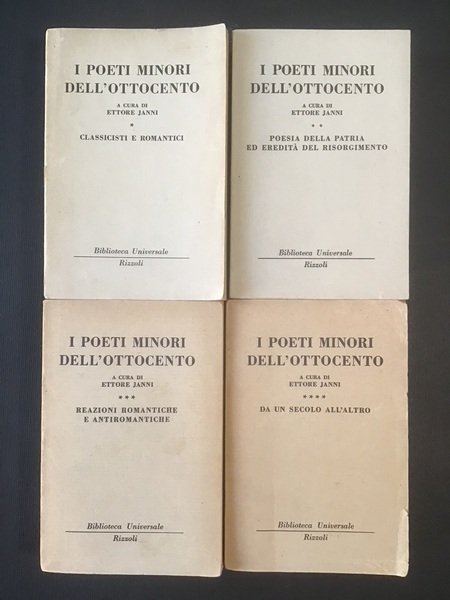 I POETI MINORI
DELL'OTTOCENTO
A CURA DI
ETTORE JANNI
*
CLASSICISTI E ROMANTICI
Biblioteca Universale
Rizzoli
I POETI MINORI
DELL'OTTOCENTO
A CURA DI
ETTORE JANNI
* *
POESIA DELLA PATRIA
ED EREDITÀ DEL RISORGIMENTO
Biblioteca Universale
Rizzoli
I POETI MINORI
DELL'OTTOCENTO
A CURA DI
ETTORE JANNI
***
REAZIONI ROMANTICHE
E ANTIROMANTICHE
Biblioteca Universale
Rizzoli
I POETI MINORI
DELL'OTTOCENTO
A CURA DI
ETTORE JANNI
****
DA UN SECOLO ALL'ALTRO
Biblioteca Universale
Rizzoli